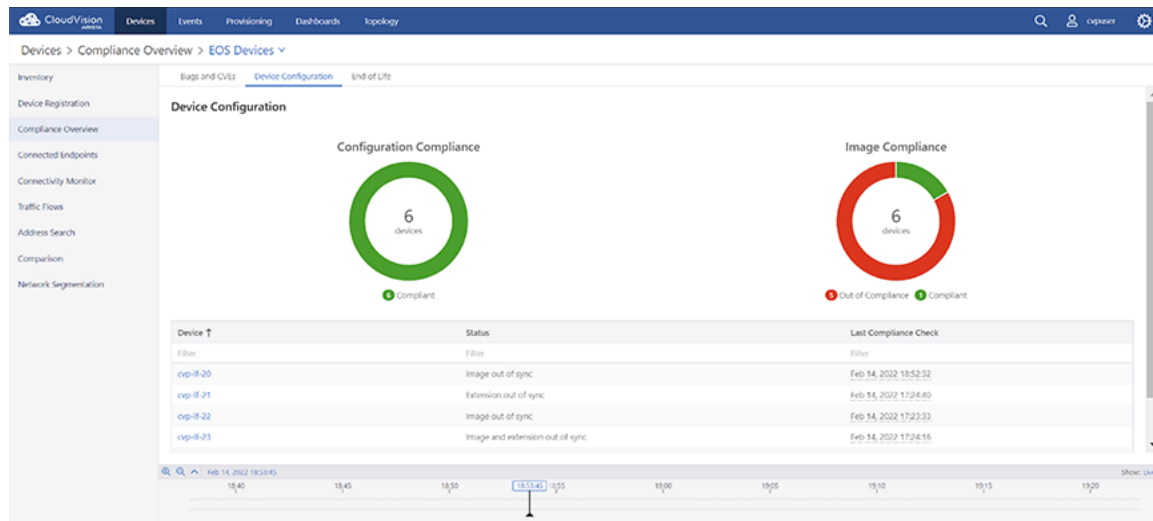 CloudVision
ARISTA
Devices Events Provisioning Dashboards Topology
cvpuser
Devices > Compliance Overview > EOS Devices
Inventory
Device Registration
Compliance Overview
Connected Endpoints
Connectivity Monitor
Traffic Flows
Address Search
Comparison
Network Segmentation
Bugs and CVEs Device Configuration End of Life
Device Configuration
Configuration Compliance
6
devices
6 Compliant
Image Compliance
6
devices
5 Out of Compliance 1 Compliant
Device ↑ Status Last Compliance Check
Filter Filter Filter
cvp-lf-20 Image out of sync Feb 14, 2022 18:52:32
cvp-lf-21 Extension out of sync Feb 14, 2022 17:24:40
cvp-lf-22 Image out of sync Feb 14, 2022 17:23:33
cvp-lf-23 Image and extension out of sync Feb 14, 2022 17:24:16
Feb 14, 2022 18:53:45 Show: Live
18:40 18:45 18:50 18:53:45 18:55 19:00 19:05 19:10 19:15 19:20